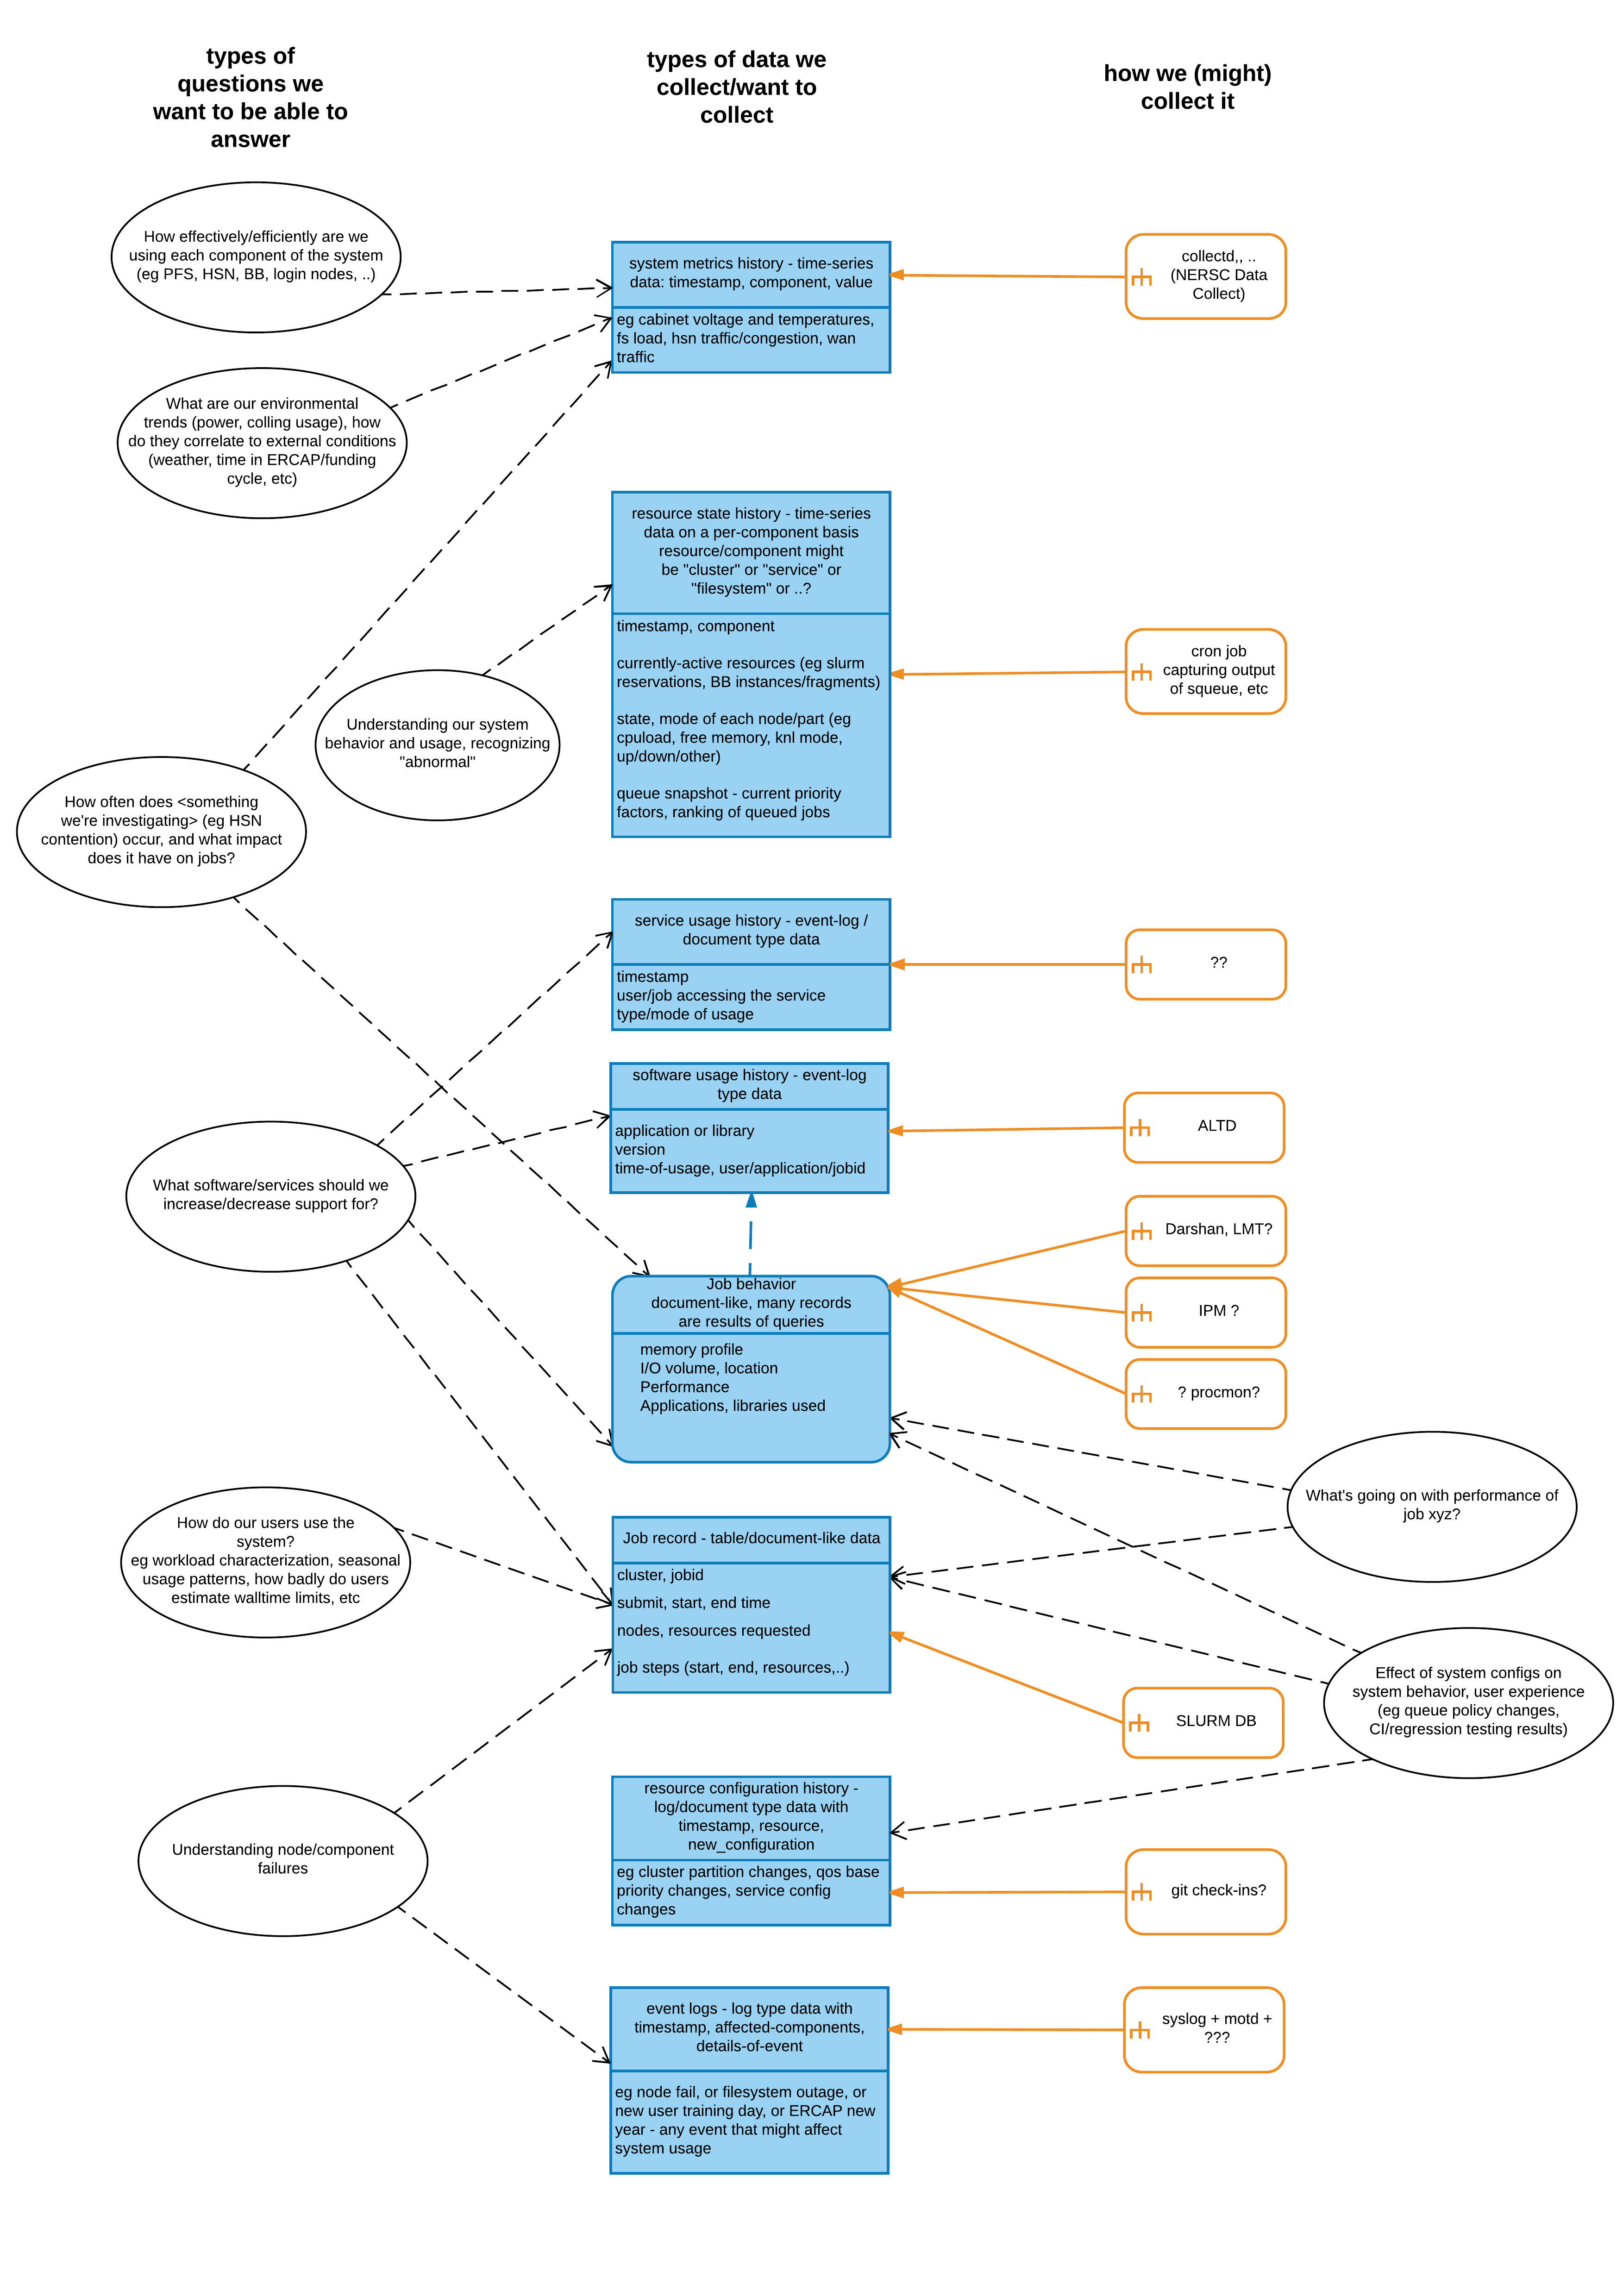 types of
questions we
want to be able to
answer
types of data we
collect/want to
collect
how we (might)
collect it
How effectively/efficiently are we
using each component of the system
(eg PFS, HSN, BB, login nodes, ..)
system metrics history - time-series
data: timestamp, component, value
eg cabinet voltage and temperatures,
fs load, hsn traffic/congestion, wan
traffic
collectd,, ..
(NERSC Data
Collect)
What are our environmental
trends (power, colling usage), how
do they correlate to external conditions
(weather, time in ERCAP/funding
cycle, etc)
resource state history - time-series
data on a per-component basis
resource/component might
be "cluster" or "service" or
"filesystem" or ..?
timestamp, component
currently-active resources (eg slurm
reservations, BB instances/fragments)
state, mode of each node/part (eg
cpuload, free memory, knl mode,
up/down/other)
queue snapshot - current priority
factors, ranking of queued jobs
cron job
capturing output
of squeue, etc
Understanding our system
behavior and usage, recognizing
"abnormal"
How often does <something
we're investigating> (eg HSN
contention) occur, and what impact
does it have on jobs?
service usage history - event-log /
document type data
timestamp
user/job accessing the service
type/mode of usage
??
software usage history - event-log
type data
application or library
version
time-of-usage, user/application/jobid
ALTD
What software/services should we
increase/decrease support for?
Job behavior
document-like, many records
are results of queries
memory profile
I/O volume, location
Performance
Applications, libraries used
Darshan, LMT?
IPM ?
? procmon?
What's going on with performance of
job xyz?
How do our users use the
system?
eg workload characterization, seasonal
usage patterns, how badly do users
estimate walltime limits, etc
Job record - table/document-like data
cluster, jobid
submit, start, end time
nodes, resources requested
job steps (start, end, resources,..)
SLURM DB
Effect of system configs on
system behavior, user experience
(eg queue policy changes,
CI/regression testing results)
Understanding node/component
failures
resource configuration history -
log/document type data with
timestamp, resource,
new_configuration
eg cluster partition changes, qos base
priority changes, service config
changes
git check-ins?
event logs - log type data with
timestamp, affected-components,
details-of-event
eg node fail, or filesystem outage, or
new user training day, or ERCAP new
year - any event that might affect
system usage
syslog + motd +
???